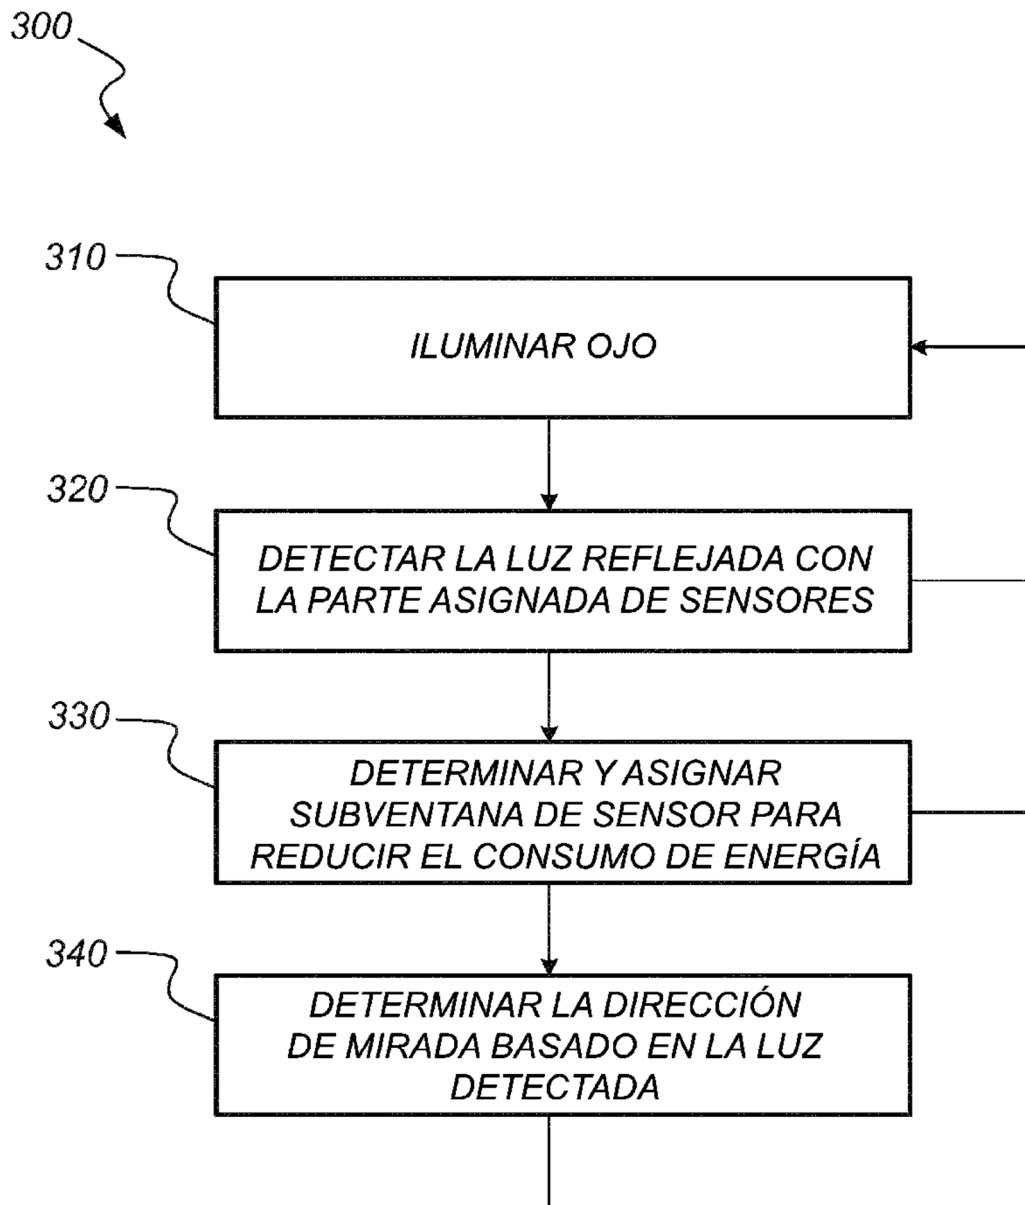 300
310
ILUMINAR OJO
320
DETECTAR LA LUZ REFLEJADA CON
LA PARTE ASIGNADA DE SENSORES
330
DETERMINAR Y ASIGNAR
SUBVENTANA DE SENSOR PARA
REDUCIR EL CONSUMO DE ENERGÍA
340
DETERMINAR LA DIRECCIÓN
DE MIRADA BASADO EN LA LUZ
DETECTADA